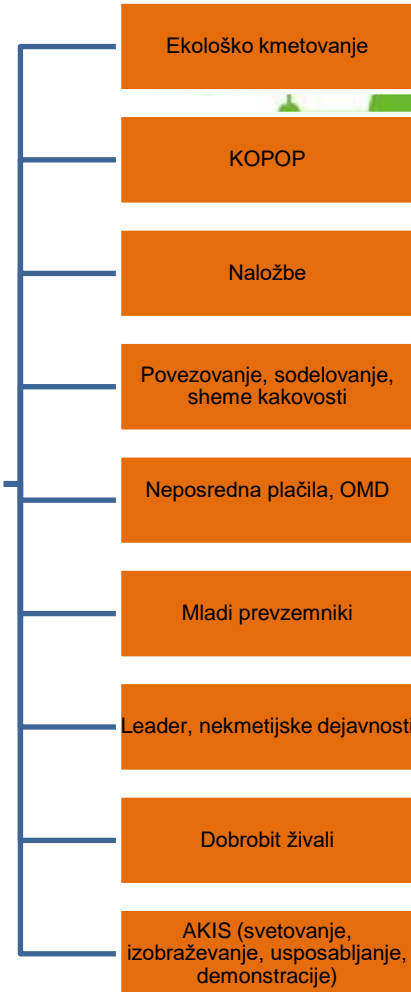 Ekološko kmetovanje
KOPOP
Naložbe
Povezovanje, sodelovanje,
sheme kakovosti
Neposredna plačila, OMD
Mladi prevzemniki
Leader, nekmetijske dejavnosti
Dobrobit živali
AKIS (svetovanje,
izobraževanje, usposabljanje,
demonstracije)